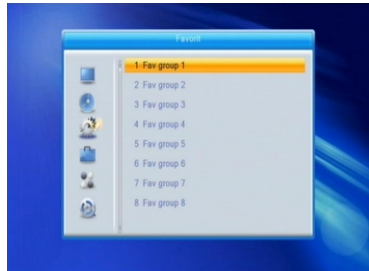 Favorit
1 Fav group 1
2 Fav group 2
3 Fav group 3
4 Fav group 4
5 Fav group 5
6 Fav group 6
7 Fav group 7
8 Fav group 8